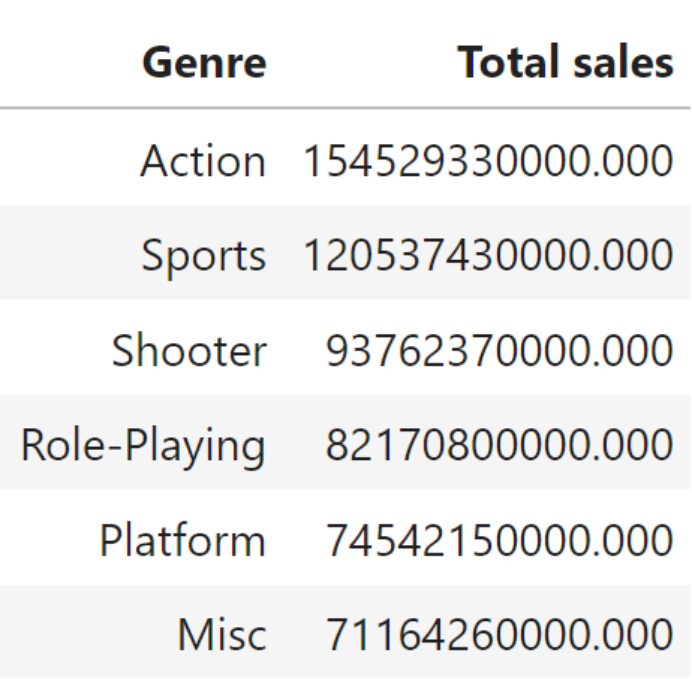 Genre Total sales
Action 154529330000.000
Sports 120537430000.000
Shooter 93762370000.000
Role-Playing 82170800000.000
Platform 74542150000.000
Misc 71164260000.000